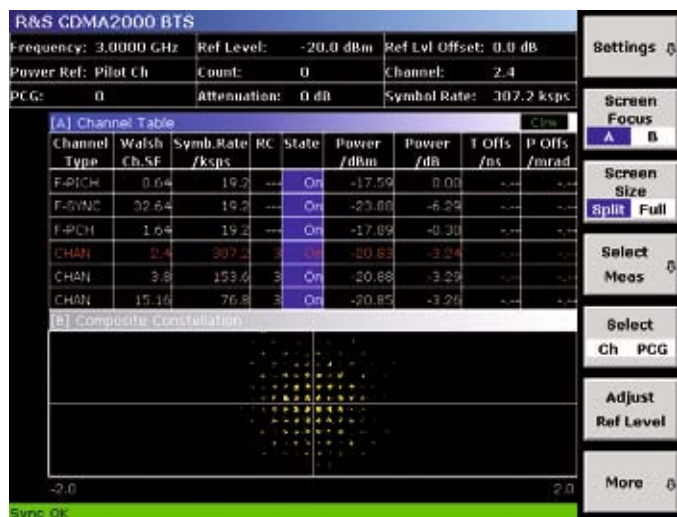 R&S CDMA2000 BTS
Frequency: 3.0000 GHz Ref Level: -20.0 dBm Ref Lvl Offset: 0.0 dB
Power Ref: Pilot Ch Count: 0 Channel: 2.4
PCG: 0 Attenuation: 0 dB Symbol Rate: 307.2 ksps
[A] Channel Table Clrw
Channel Walsh Symb.Rate RC State Power Power T Offs P Offs
Type Ch.SF /ksps /dBm /dB /ns /mrad
F-PICH 0.64 19.2 --- On -17.59 0.00 -.-- -.--
F-SYNC 32.64 19.2 --- On -23.88 -6.29 -.-- -.--
F-PCH 1.64 19.2 --- On -17.89 -0.30 -.-- -.--
CHAN 2.4 307.2 3 On -20.83 -3.24 -.-- -.--
CHAN 3.8 153.6 3 On -20.88 -3.29 -.-- -.--
CHAN 15.16 76.8 3 On -20.85 -3.26 -.-- -.--
[B] Composite Constellation
-2.0 2.0
Sync OK
Settings
Screen
Focus
A B
Screen
Size
Split Full
Select
Meas
Select
Ch PCG
Adjust
Ref Level
More